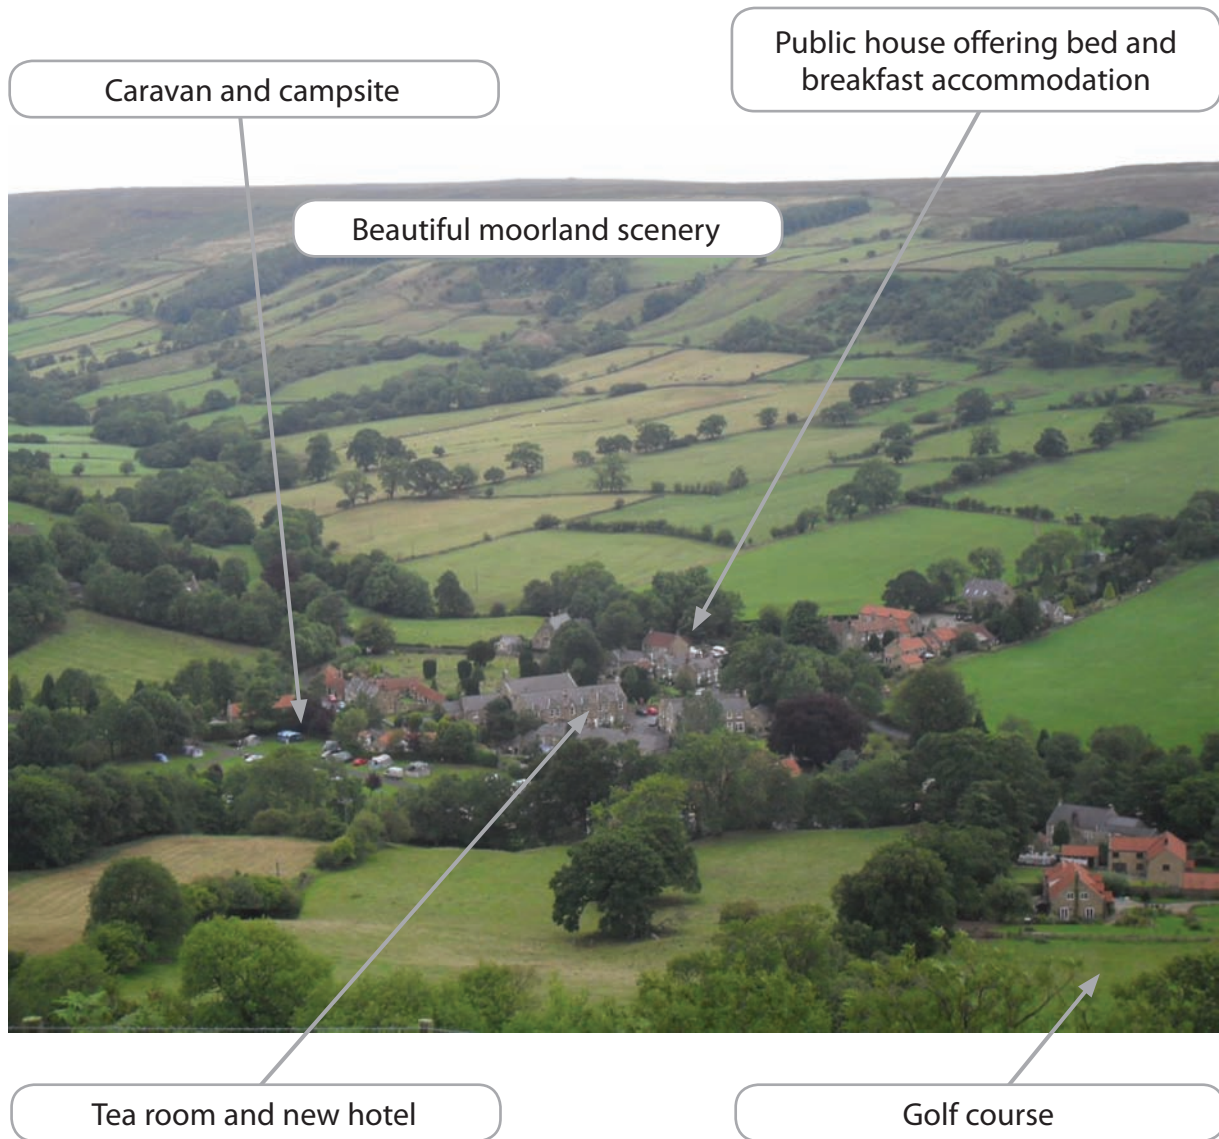 Public house offering bed and
breakfast accommodation
Caravan and campsite
Beautiful moorland scenery
Tea room and new hotel
Golf course